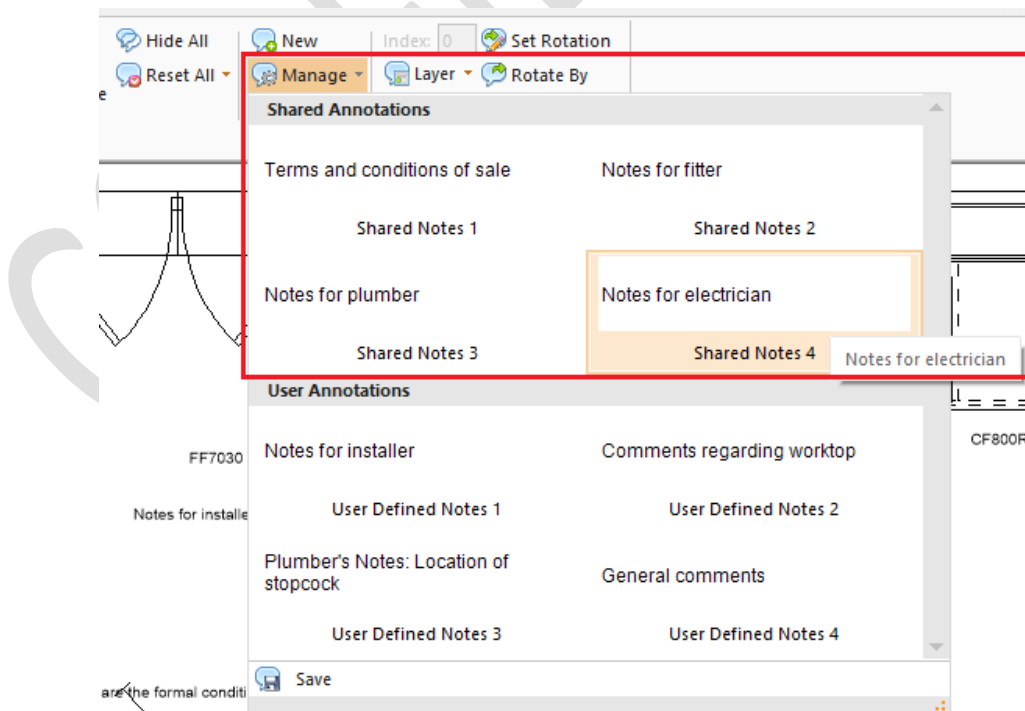 Hide All
New
Index: 0
Set Rotation
Reset All
Manage
Layer
Rotate By
e
Shared Annotations
Terms and conditions of sale
Notes for fitter
Shared Notes 1
Shared Notes 2
Notes for plumber
Notes for electrician
Shared Notes 3
Shared Notes 4
Notes for electrician
User Annotations
CF800R
FF7030
Notes for installer
Comments regarding worktop
Notes for installe
User Defined Notes 1
User Defined Notes 2
Plumber's Notes: Location of
stopcock
General comments
User Defined Notes 3
User Defined Notes 4
Save
are the formal conditi